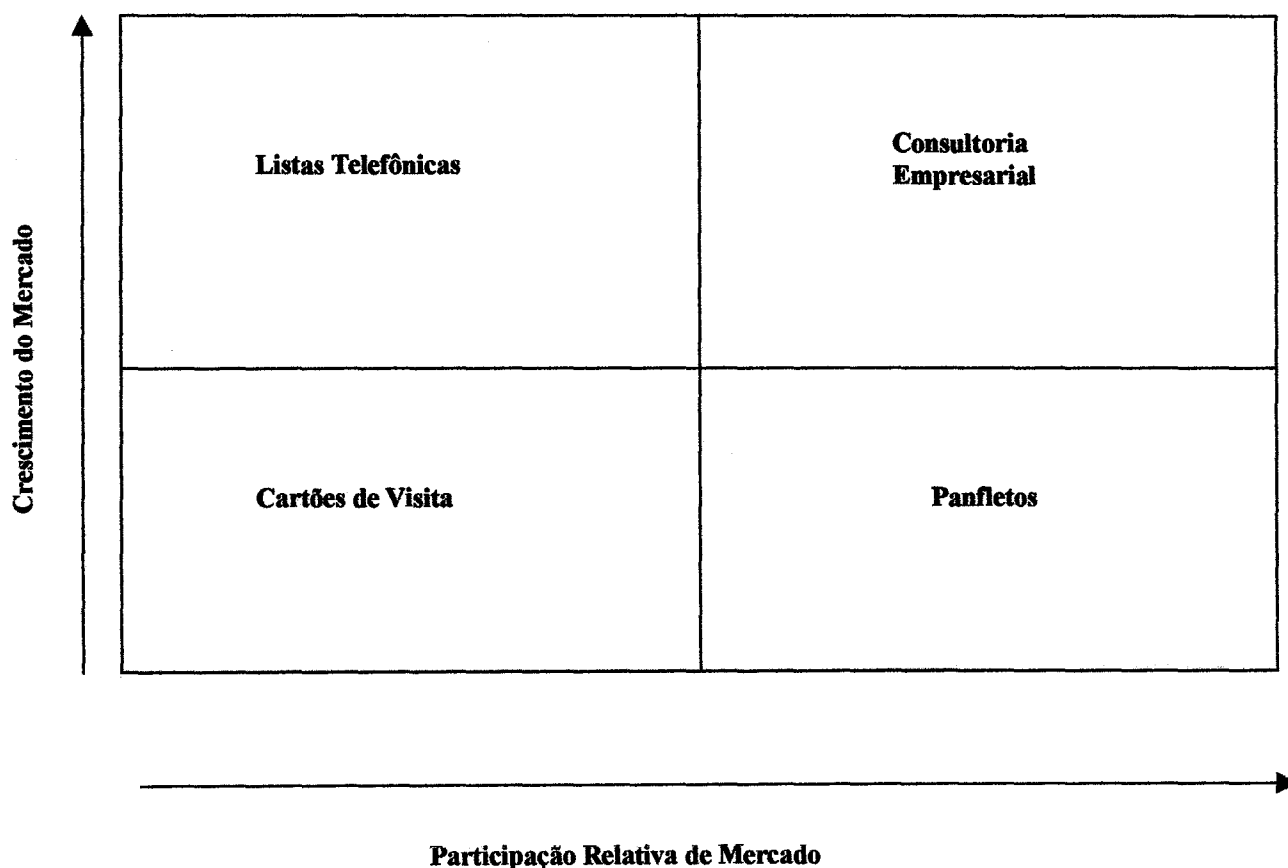 Crescimento do Mercado
Listas Telefônicas
Consultoria
Empresarial
Cartões de Visita
Panfletos
Participação Relativa de Mercado